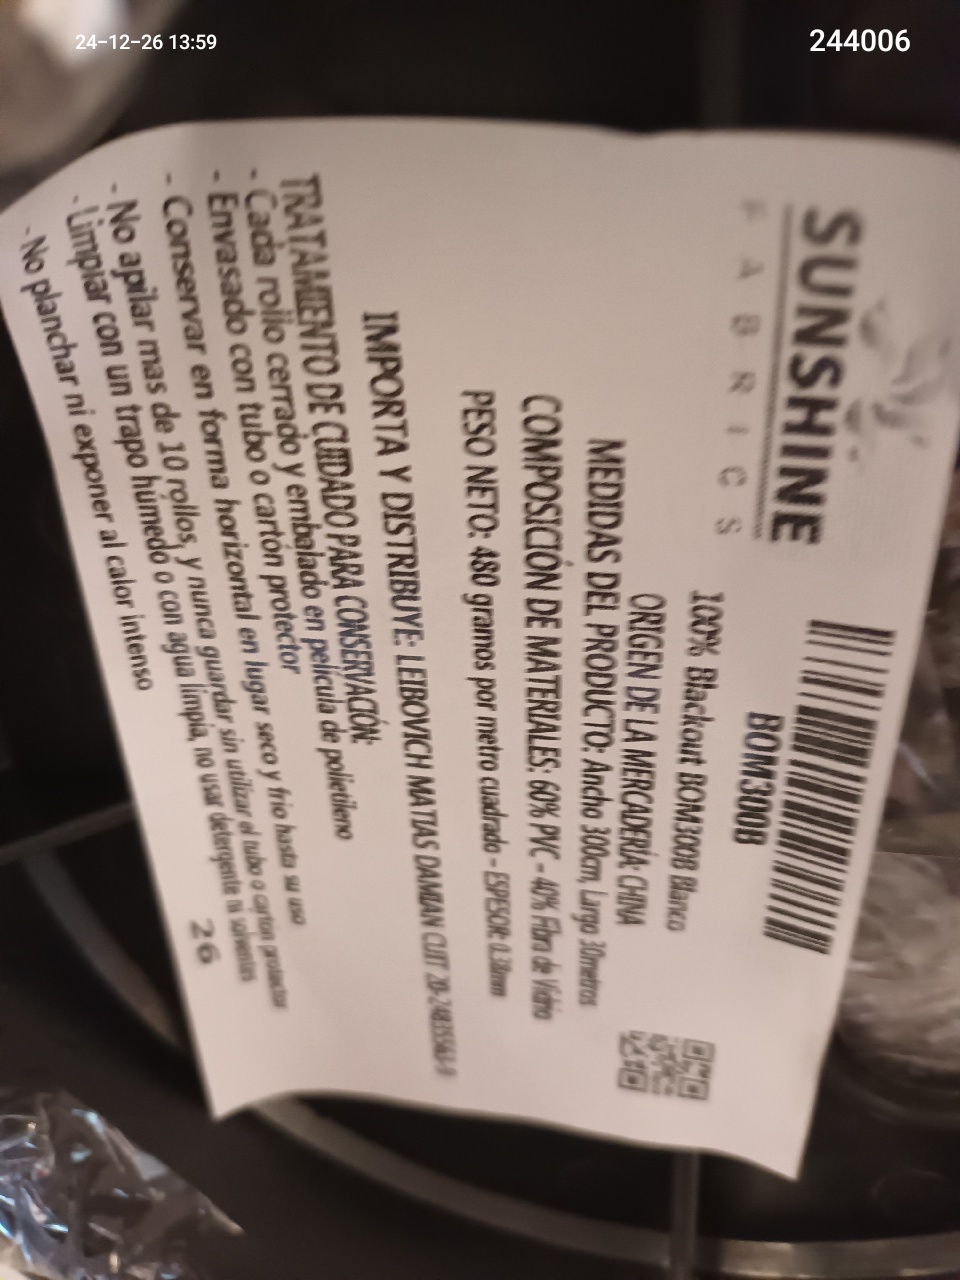 24-12-26 13:59
244006
SUNSHINE
FABRICS
BOM300B
100% Blackout BOM300B Blanco
ORIGEN DE LA MERCADERÍA: CHINA
MEDIDAS DEL PRODUCTO: Ancho 300cm, Largo 30metros
COMPOSICIÓN DE MATERIALES: 60% PVC - 40% Fibra de Vidrio
PESO NETO: 480 gramos por metro cuadrado - ESPESOR: 0.38mm
IMPORTA Y DISTRIBUYE: LEIBOVICH MATIAS DAMIAN CUIT
TRATAMIENTO DE CUIDADO PARA CONSERVACIÓN:
- Cada rollo cerrado y embalado en película de polietileno
- Envasado con tubo o cartón protector
- Conservar en forma horizontal en lugar seco y frio hasta su uso
- No apilar mas de 10 rollos, y nunca guardar sin utilizar el tubo o carton protector
- Limpiar con un trapo húmedo o con agua limpia, no usar detergente ni solventes
- No planchar ni exponer al calor intenso
26